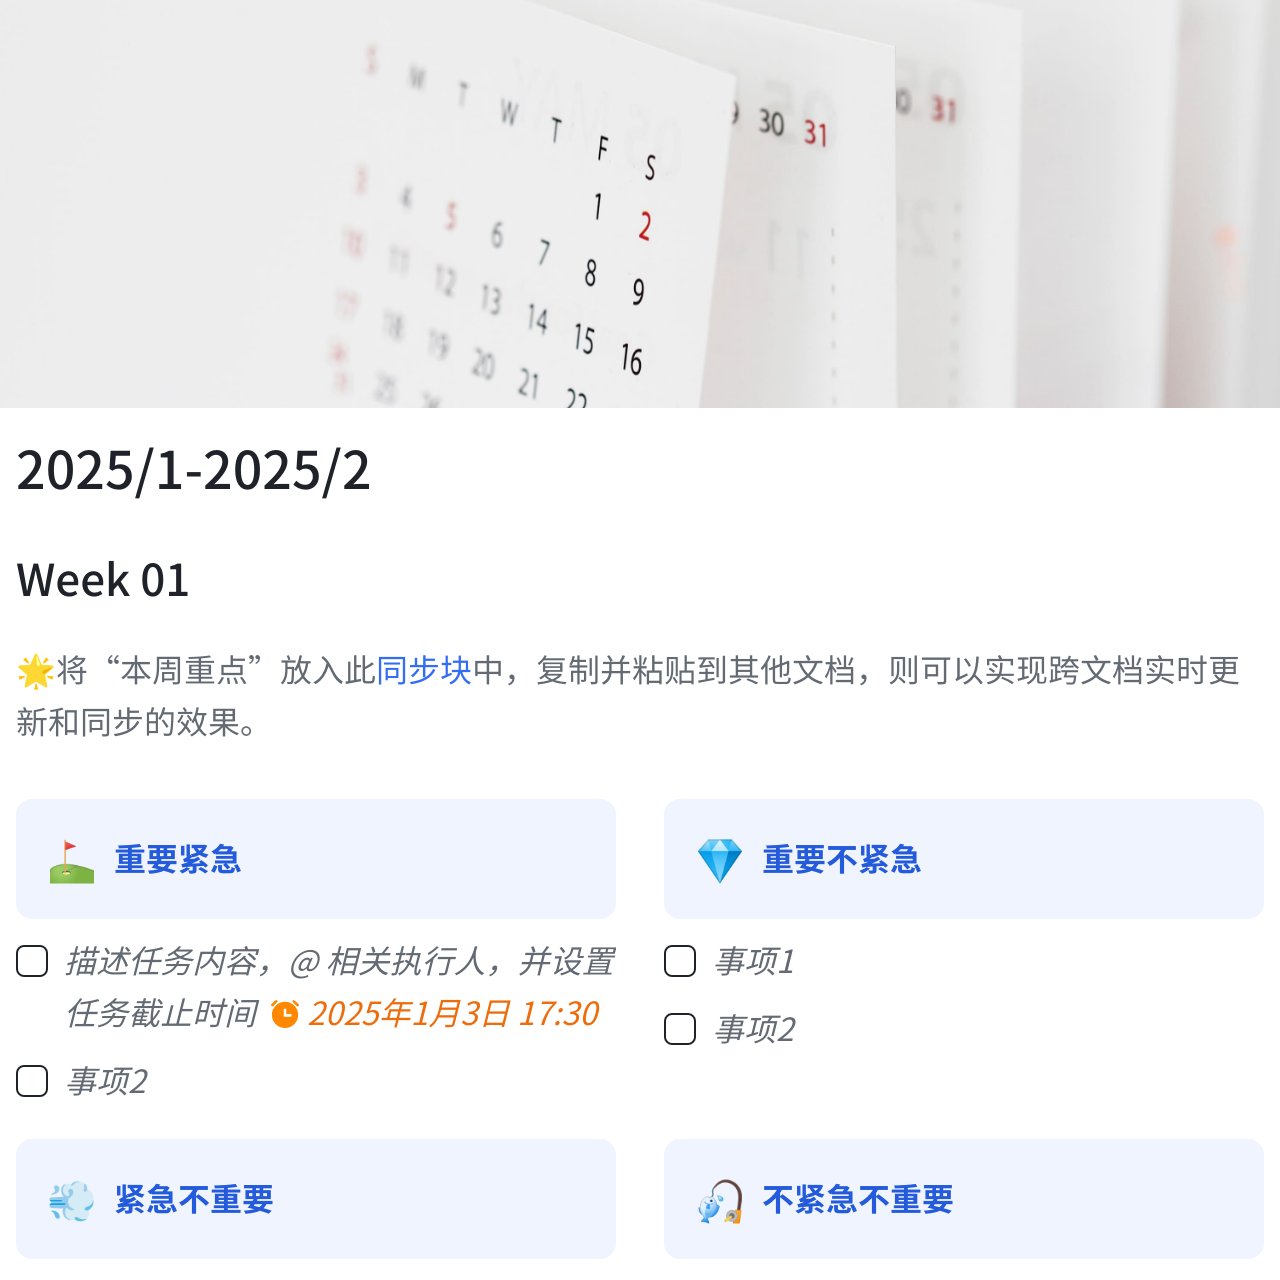 S M T W T F S
1 2
3 4 5 6 7 8 9
10 11 12 13 14 15 16
17 18 19 20 21 22
25
30 31
31
11
2025/1-2025/2
Week 01
🌟将“本周重点”放入此同步块中，复制并粘贴到其他文档，则可以实现跨文档实时更
新和同步的效果。
重要紧急
重要不紧急
描述任务内容，@ 相关执行人，并设置
任务截止时间 ⏰ 2025年1月3日 17:30
事项2
事项1
事项2
紧急不重要
不紧急不重要